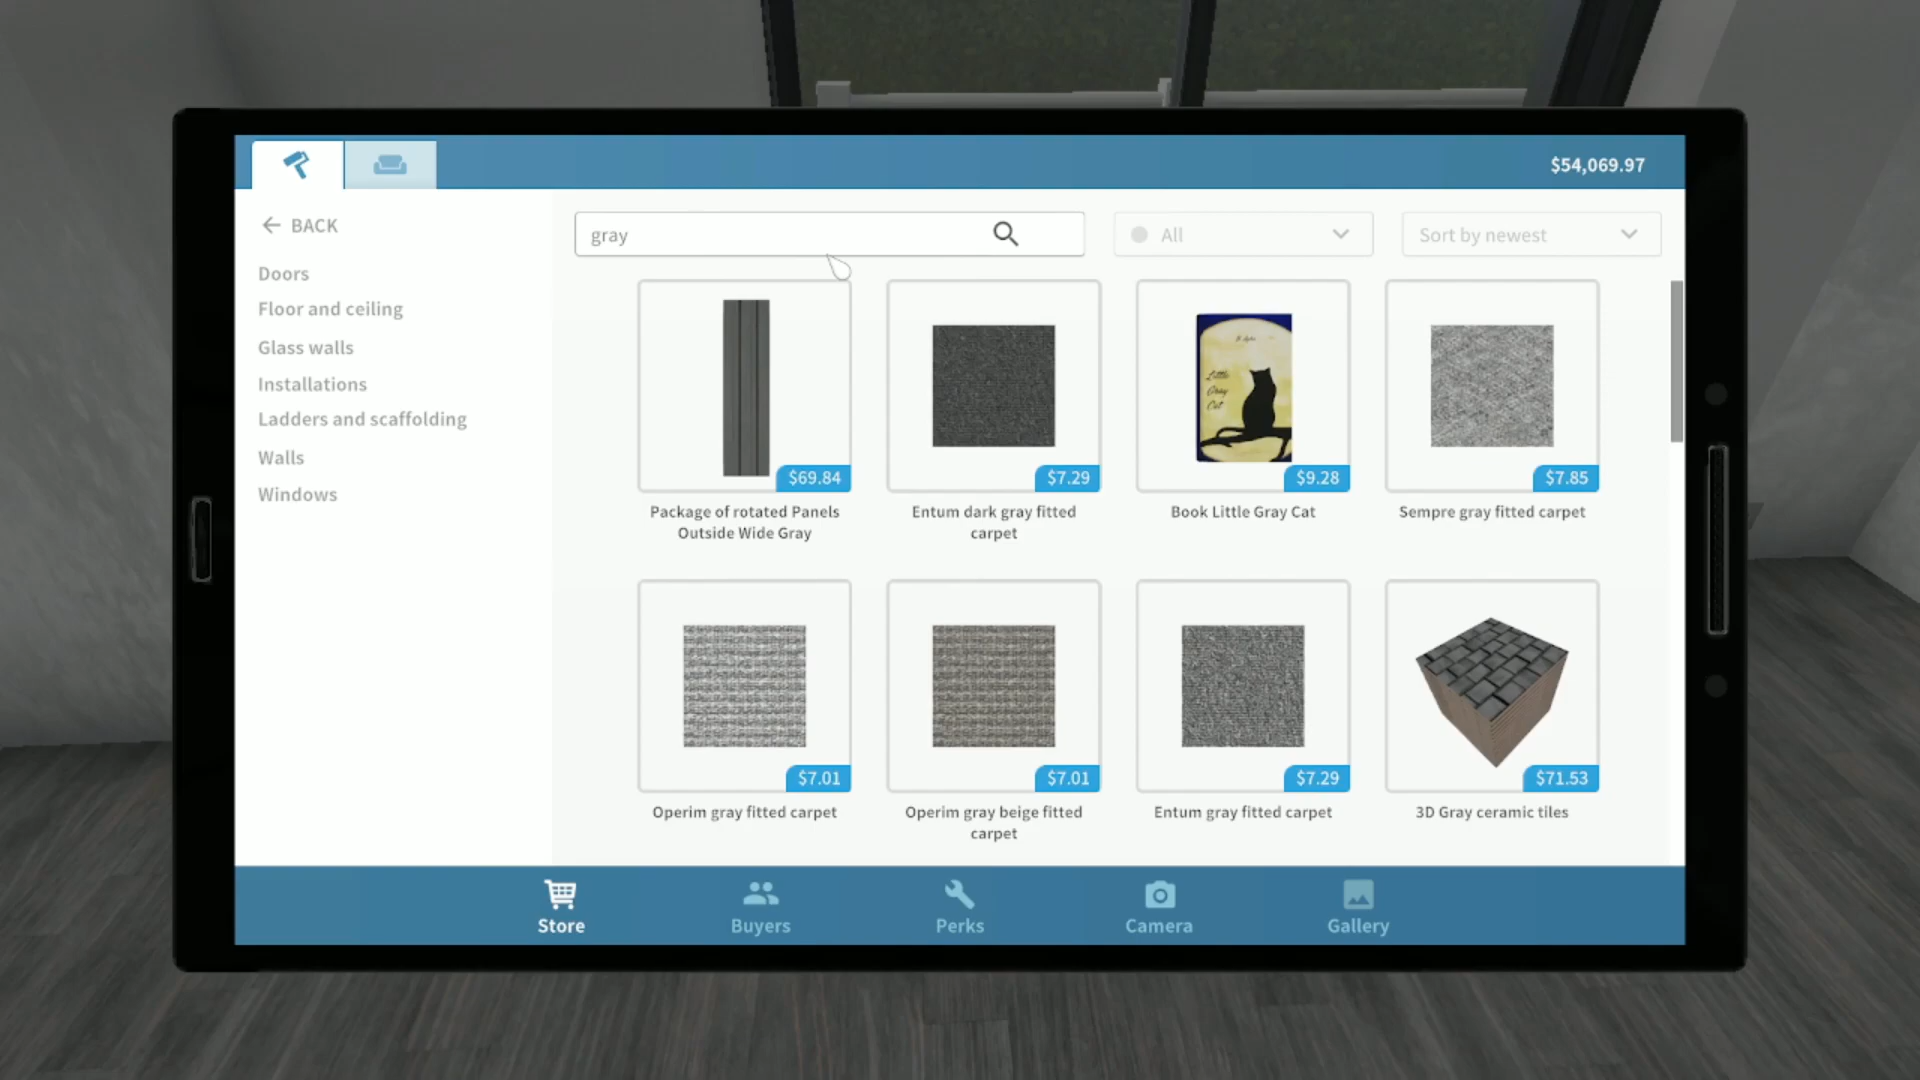 $54,069.97
BACK
gray
All
Sort by newest
Doors
Floor and ceiling
Glass walls
Installations
Ladders and scaffolding
Walls
Windows
Little
Gray
Cat
$69.84
$7.29
$9.28
$7.85
Package of rotated Panels
Outside Wide Gray
Entum dark gray fitted
carpet
Book Little Gray Cat
Sempre gray fitted carpet
$7.01
$7.01
$7.29
$71.53
Operim gray fitted carpet
Operim gray beige fitted
carpet
Entum gray fitted carpet
3D Gray ceramic tiles
Store
Buyers
Perks
Camera
Gallery